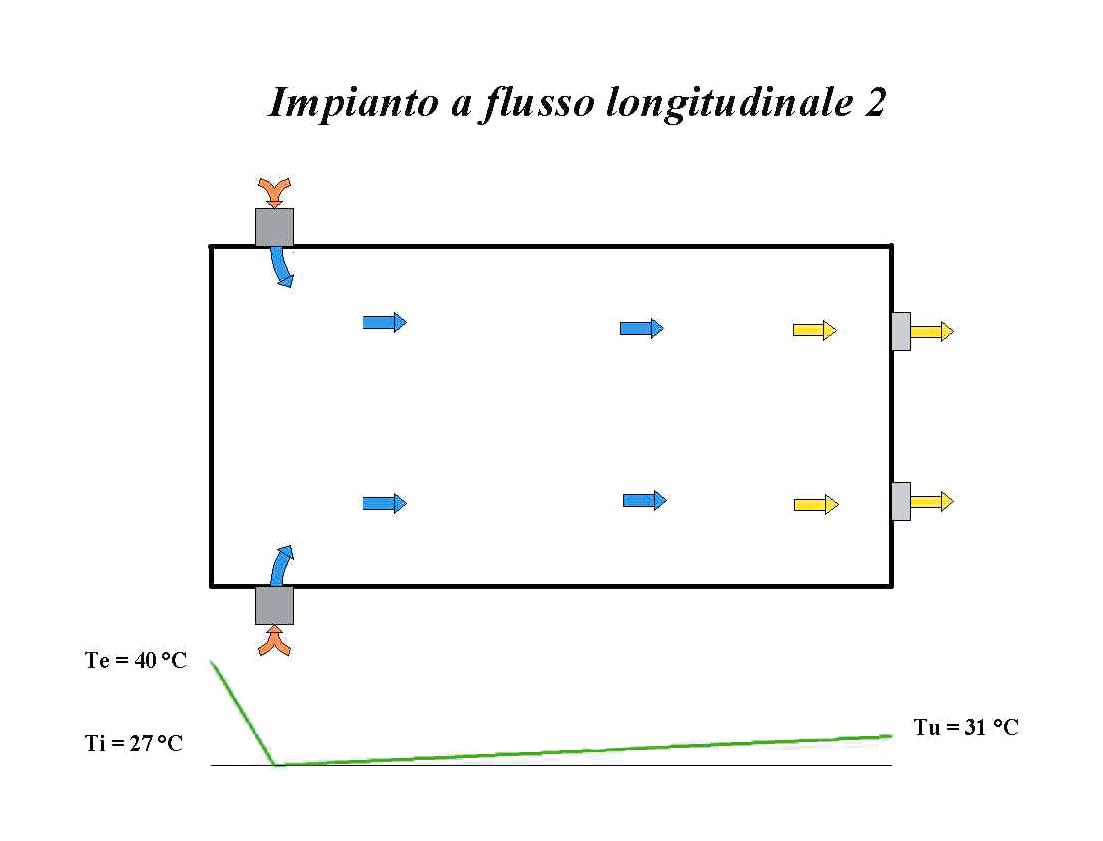 Impianto a flusso longitudinale 2
Te = 40 °C
Ti = 27 °C
Tu = 31 °C